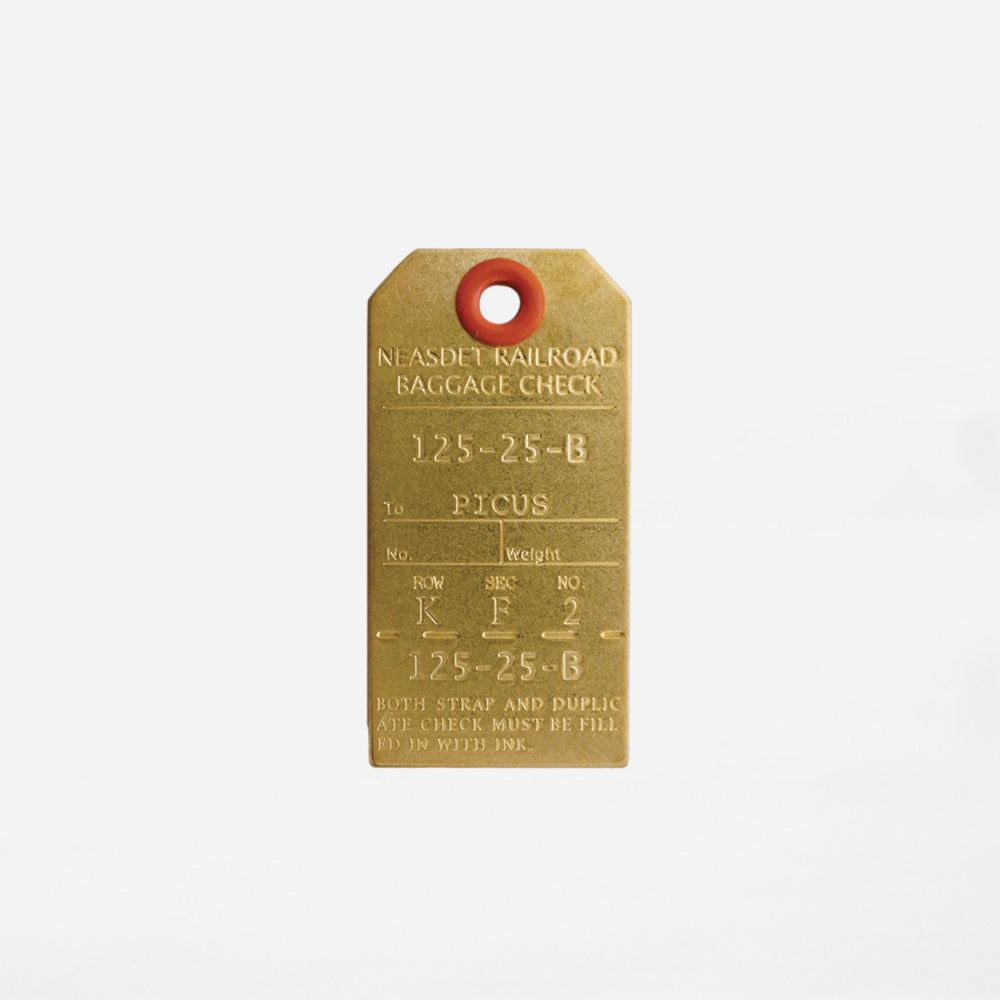 NEASDET RAILROAD
BAGGAGE CHECK
125-25-B
To PICUS
No. Weight
ROW SEC NO.
K F 2
125-25-B
BOTH STRAP AND DUPLIC
ATE CHECK MUST BE FILL
ED IN WITH INK.